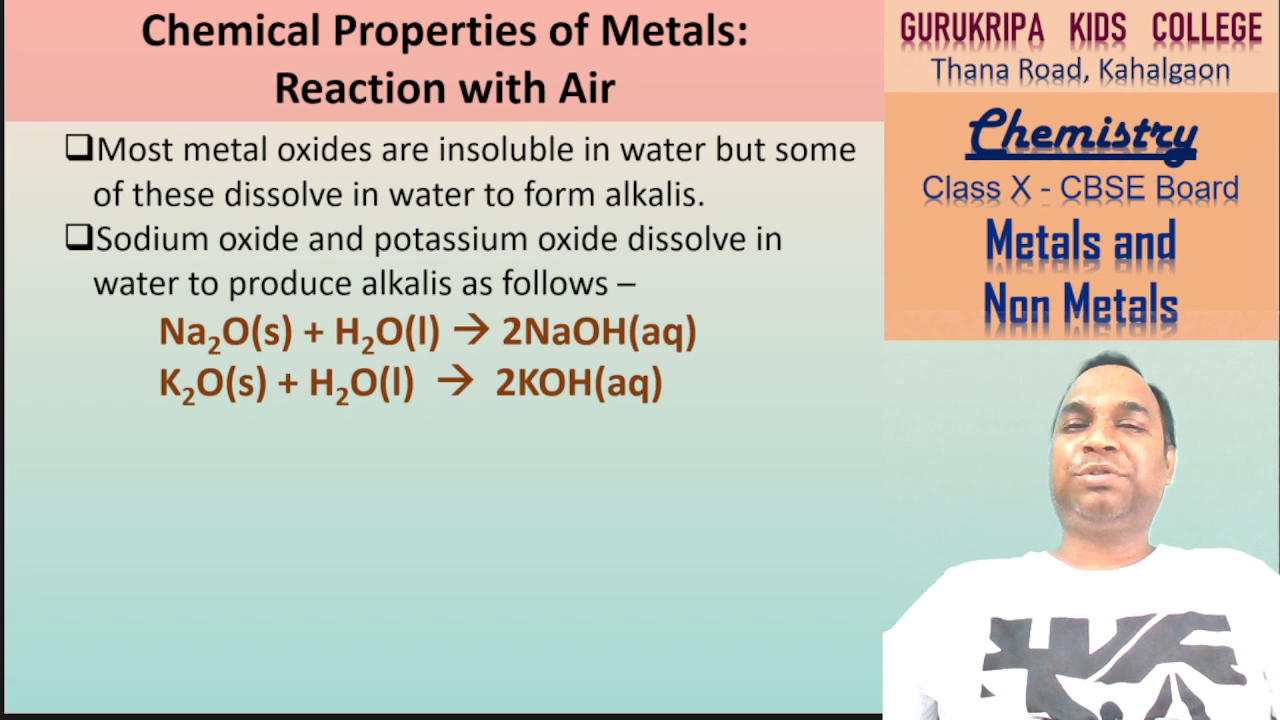 Chemical Properties of Metals:
Reaction with Air
❑Most metal oxides are insoluble in water but some
of these dissolve in water to form alkalis.
❑Sodium oxide and potassium oxide dissolve in
water to produce alkalis as follows –
Na₂O(s) + H₂O(l) → 2NaOH(aq)
K₂O(s) + H₂O(l) → 2KOH(aq)
GURUKRIPA KIDS COLLEGE
Thana Road, Kahalgaon
Chemistry
Class X - CBSE Board
Metals and
Non Metals